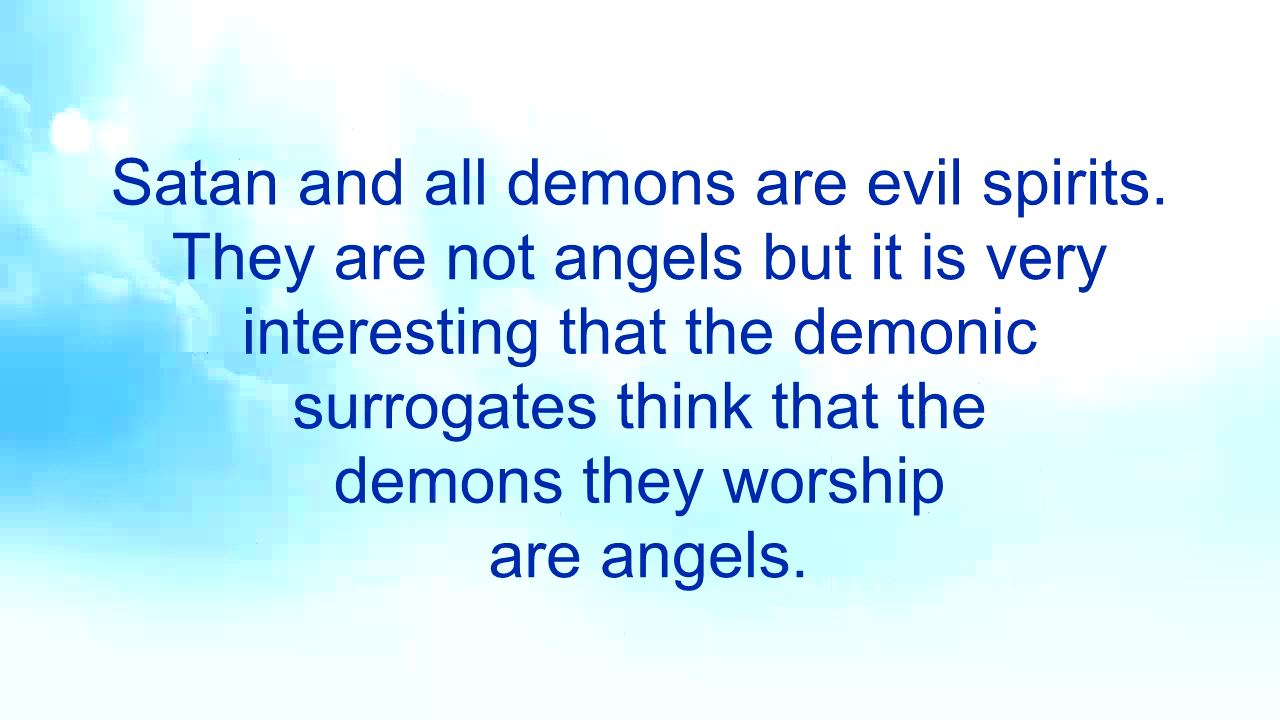 Satan and all demons are evil spirits.
They are not angels but it is very
interesting that the demonic
surrogates think that the
demons they worship
are angels.